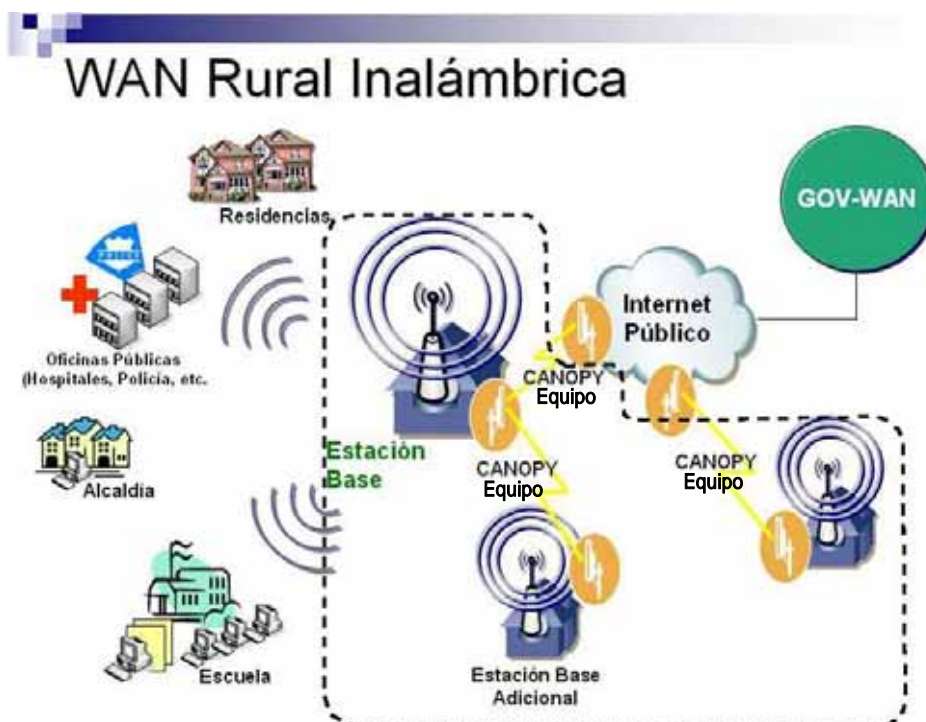 WAN Rural Inalámbrica
Residencias
GOV-WAN
Internet
Público
POLICE
Oficinas Públicas
(Hospitales, Policía, etc.
CANOPY
Equipo
Estación
Base
CANOPY
Equipo
CANOPY
Equipo
Alcaldía
Escuela
Estación Base
Adicional